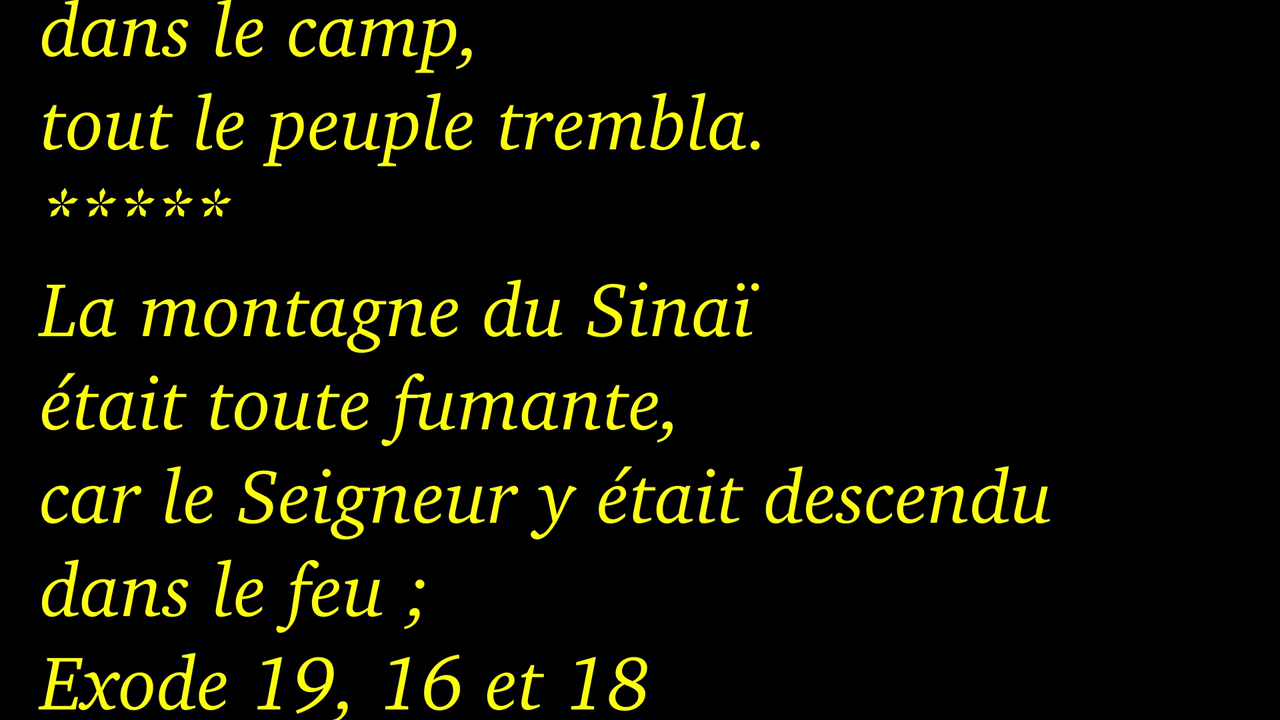 dans le camp,
tout le peuple trembla.
*****
La montagne du Sinaï
était toute fumante,
car le Seigneur y était descendu
dans le feu ;
Exode 19, 16 et 18